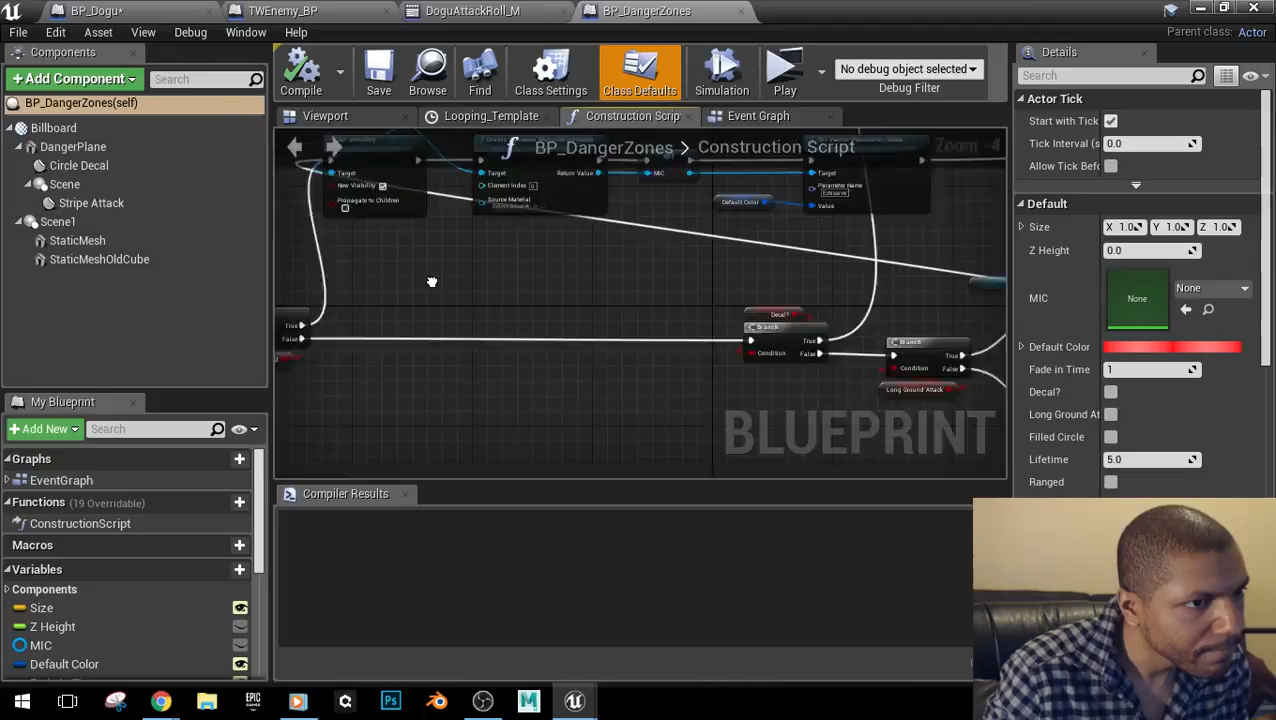 BP_Dogu*
TWEnemy_BP
DoguAttackRoll_M
BP_DangerZones
File Edit Asset View Debug Window Help
Parent class: Actor
Components
Add Component
Search
BP_DangerZones(self)
Billboard
DangerPlane
Circle Decal
Scene
Stripe Attack
Scene1
StaticMesh
StaticMeshOldCube
Compile
Save
Browse
Find
Class Settings
Class Defaults
Simulation
Play
No debug object selected
Debug Filter
Viewport
Looping_Template
Construction Scrip
Event Graph
BP_DangerZones > Construction Script
Zoom -4
Target
New Visibility
Propagate to Children
Target
Return Value
Element Index 0
Source Material
MIC
Default Color
Target
Parameter Name
Value
True
False
Decal?
Branch
True
Condition
False
Branch
True
Condition
False
Long Ground Attack
BLUEPRINT
Compiler Results
My Blueprint
Add New
Search
Graphs
EventGraph
Functions (19 Overridable)
ConstructionScript
Macros
Variables
Components
Size
Z Height
MIC
Default Color
Details
Search
Actor Tick
Start with Tick
Tick Interval (s 0.0
Allow Tick Befo
Default
Size X 1.0 Y 1.0 Z 1.0
Z Height 0.0
MIC None None
Default Color
Fade in Time 1
Decal?
Long Ground At
Filled Circle
Lifetime 5.0
Ranged
EPIC GAMES
Ps
M